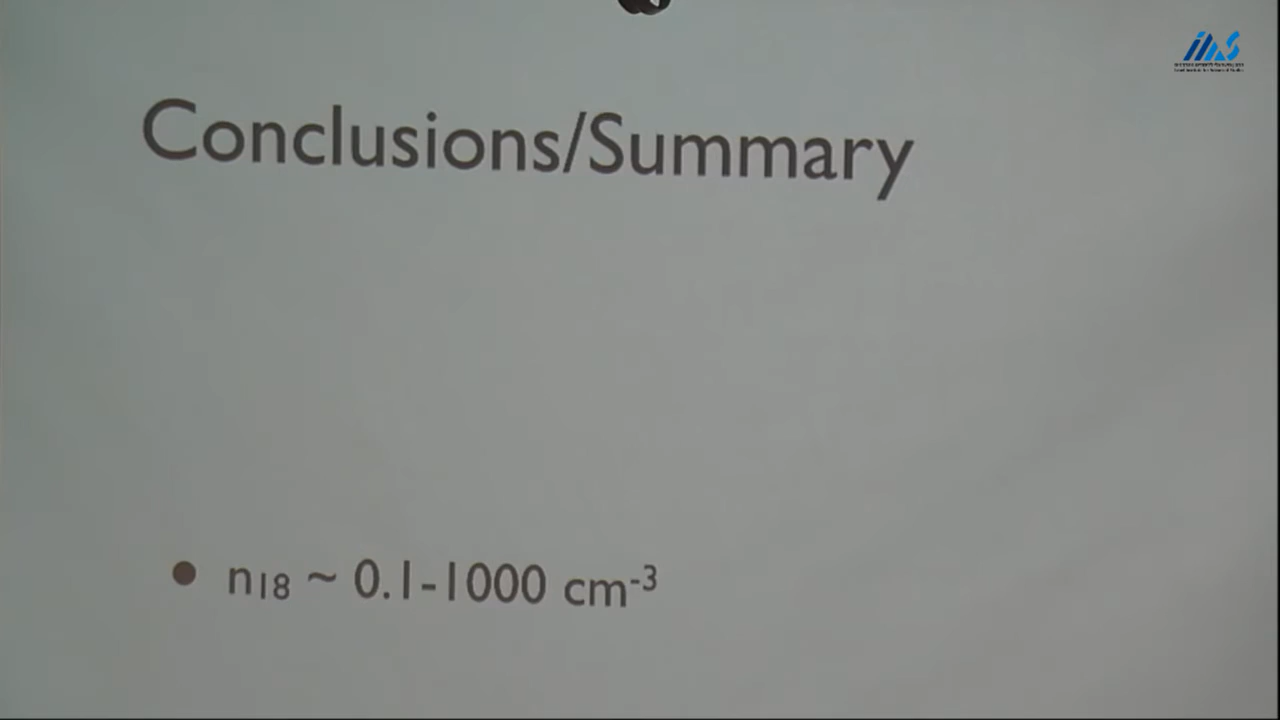 Conclusions/Summary
• n₁₈ ~ 0.1-1000 cm⁻³